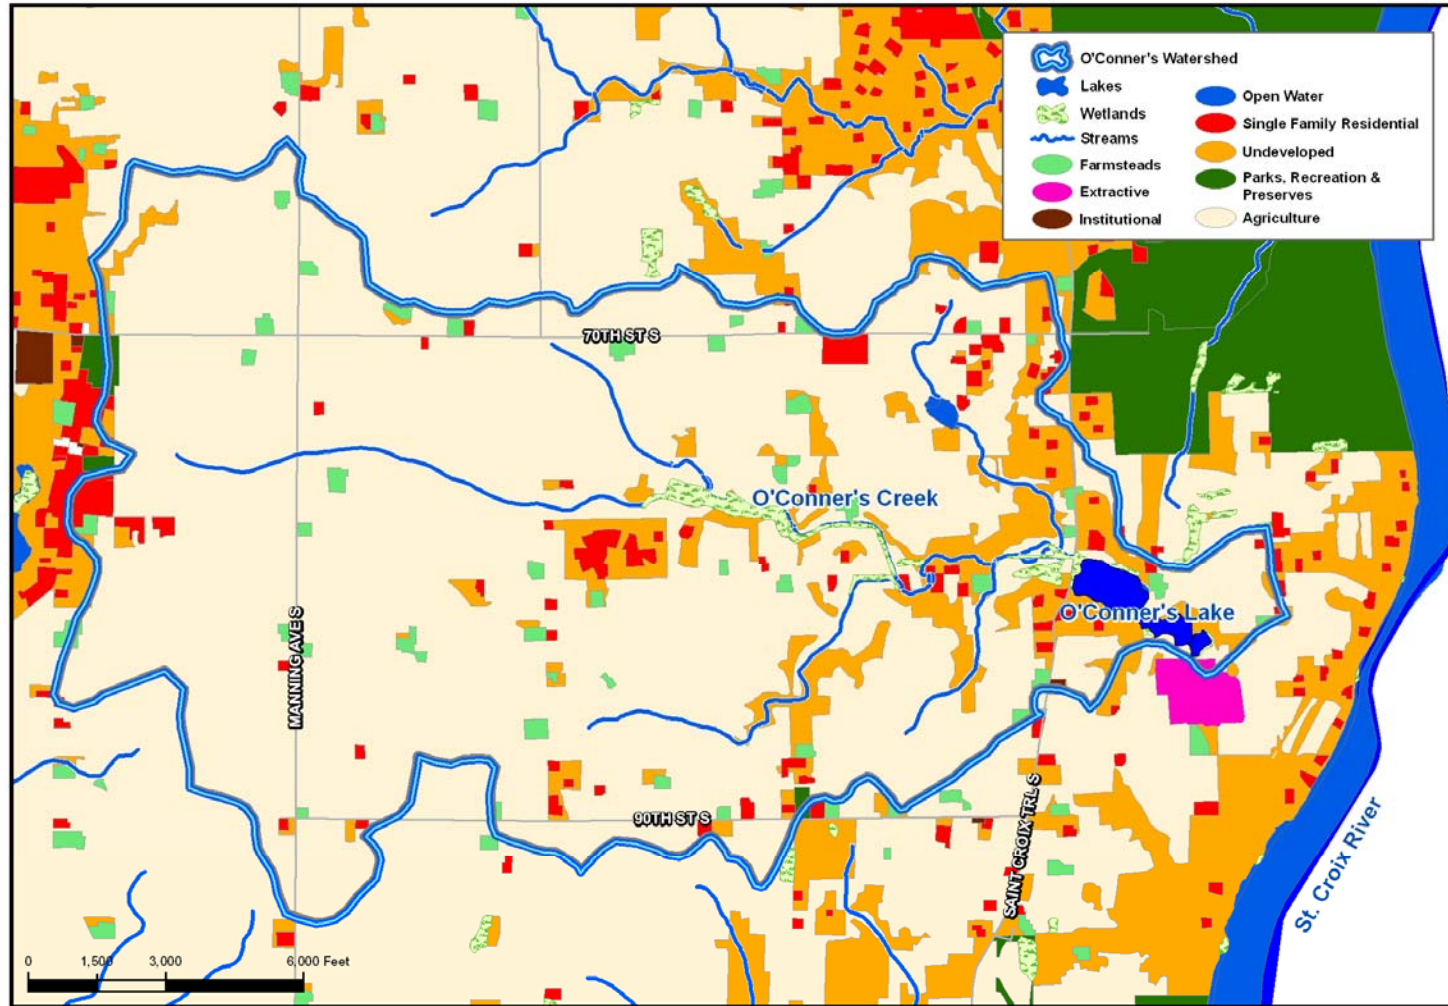 O'Conner's Watershed
Lakes
Wetlands
Streams
Farmsteads
Extractive
Institutional
Open Water
Single Family Residential
Undeveloped
Parks, Recreation &
Preserves
Agriculture
70TH ST S
O'Conner's Creek
O'Conner's Lake
MANNING AVE S
90TH ST S
SAINT CROIX TRL S
St. Croix River
0 1,500 3,000 6,000 Feet